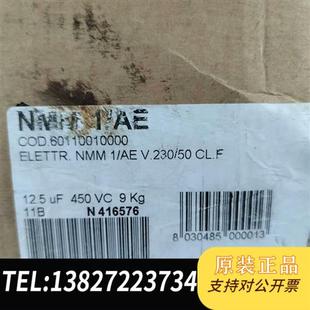 NMM 1/AE
COD.60110010000
ELETTR. NMM 1/AE V.230/50 CL.F
12.5 uF 450 VC 9 Kg
11B N 416576
8 030485 000013
TEL:13827223734
原装正品
支持对公开票